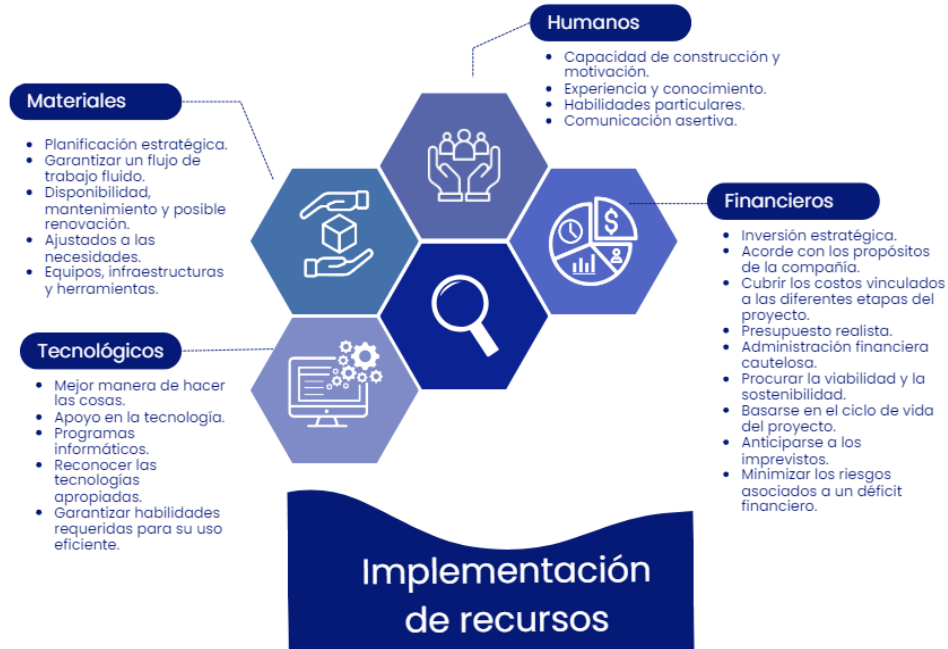 Humanos
• Capacidad de construcción y
motivación.
• Experiencia y conocimiento.
• Habilidades particulares.
• Comunicación asertiva.
Materiales
• Planificación estratégica.
• Garantizar un flujo de
trabajo fluido.
• Disponibilidad,
mantenimiento y posible
renovación.
• Ajustados a las
necesidades.
• Equipos, infraestructuras
y herramientas.
Financieros
• Inversión estratégica.
• Acorde con los propósitos
de la compañía.
• Cubrir los costos vinculados
a las diferentes etapas del
proyecto.
• Presupuesto realista.
• Administración financiera
cautelosa.
• Procurar la viabilidad y la
sostenibilidad.
• Basarse en el ciclo de vida
del proyecto.
• Anticiparse a los
imprevistos.
• Minimizar los riesgos
asociados a un déficit
financiero.
$
Tecnológicos
• Mejor manera de hacer
las cosas.
• Apoyo en la tecnología.
• Programas
informáticos.
• Reconocer las
tecnologías
apropiadas.
• Garantizar habilidades
requeridas para su uso
eficiente.
Implementación
de recursos